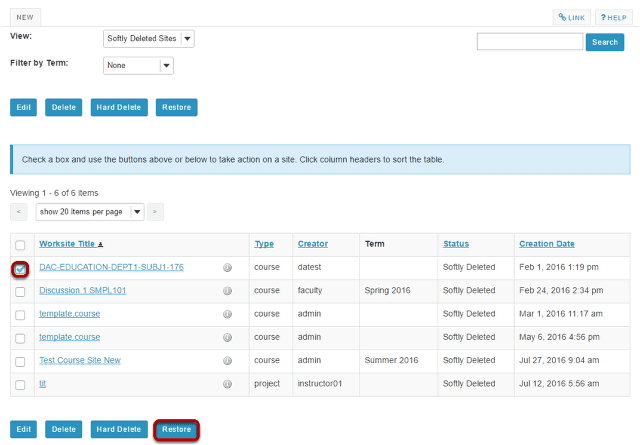 NEW LINK ? HELP
View: Softly Deleted Sites Search
Filter by Term: None
Edit Delete Hard Delete Restore
Check a box and use the buttons above or below to take action on a site. Click column headers to sort the table.
Viewing 1 - 6 of 6 items
< show 20 items per page >
Worksite Title Type Creator Term Status Creation Date
DAC-EDUCATION-DEPT1-SUBJ1-176 course datest Softly Deleted Feb 1, 2016 1:19 pm
Discussion 1 SMPL101 course faculty Spring 2016 Softly Deleted Feb 24, 2016 2:34 pm
template course course admin Softly Deleted Mar 1, 2016 11:17 am
template course course admin Softly Deleted May 6, 2016 4:56 pm
Test Course Site New course admin Summer 2016 Softly Deleted Jul 27, 2016 9:04 am
project instructor01 Softly Deleted Jul 12, 2016 5:56 am
Edit Delete Hard Delete Restore